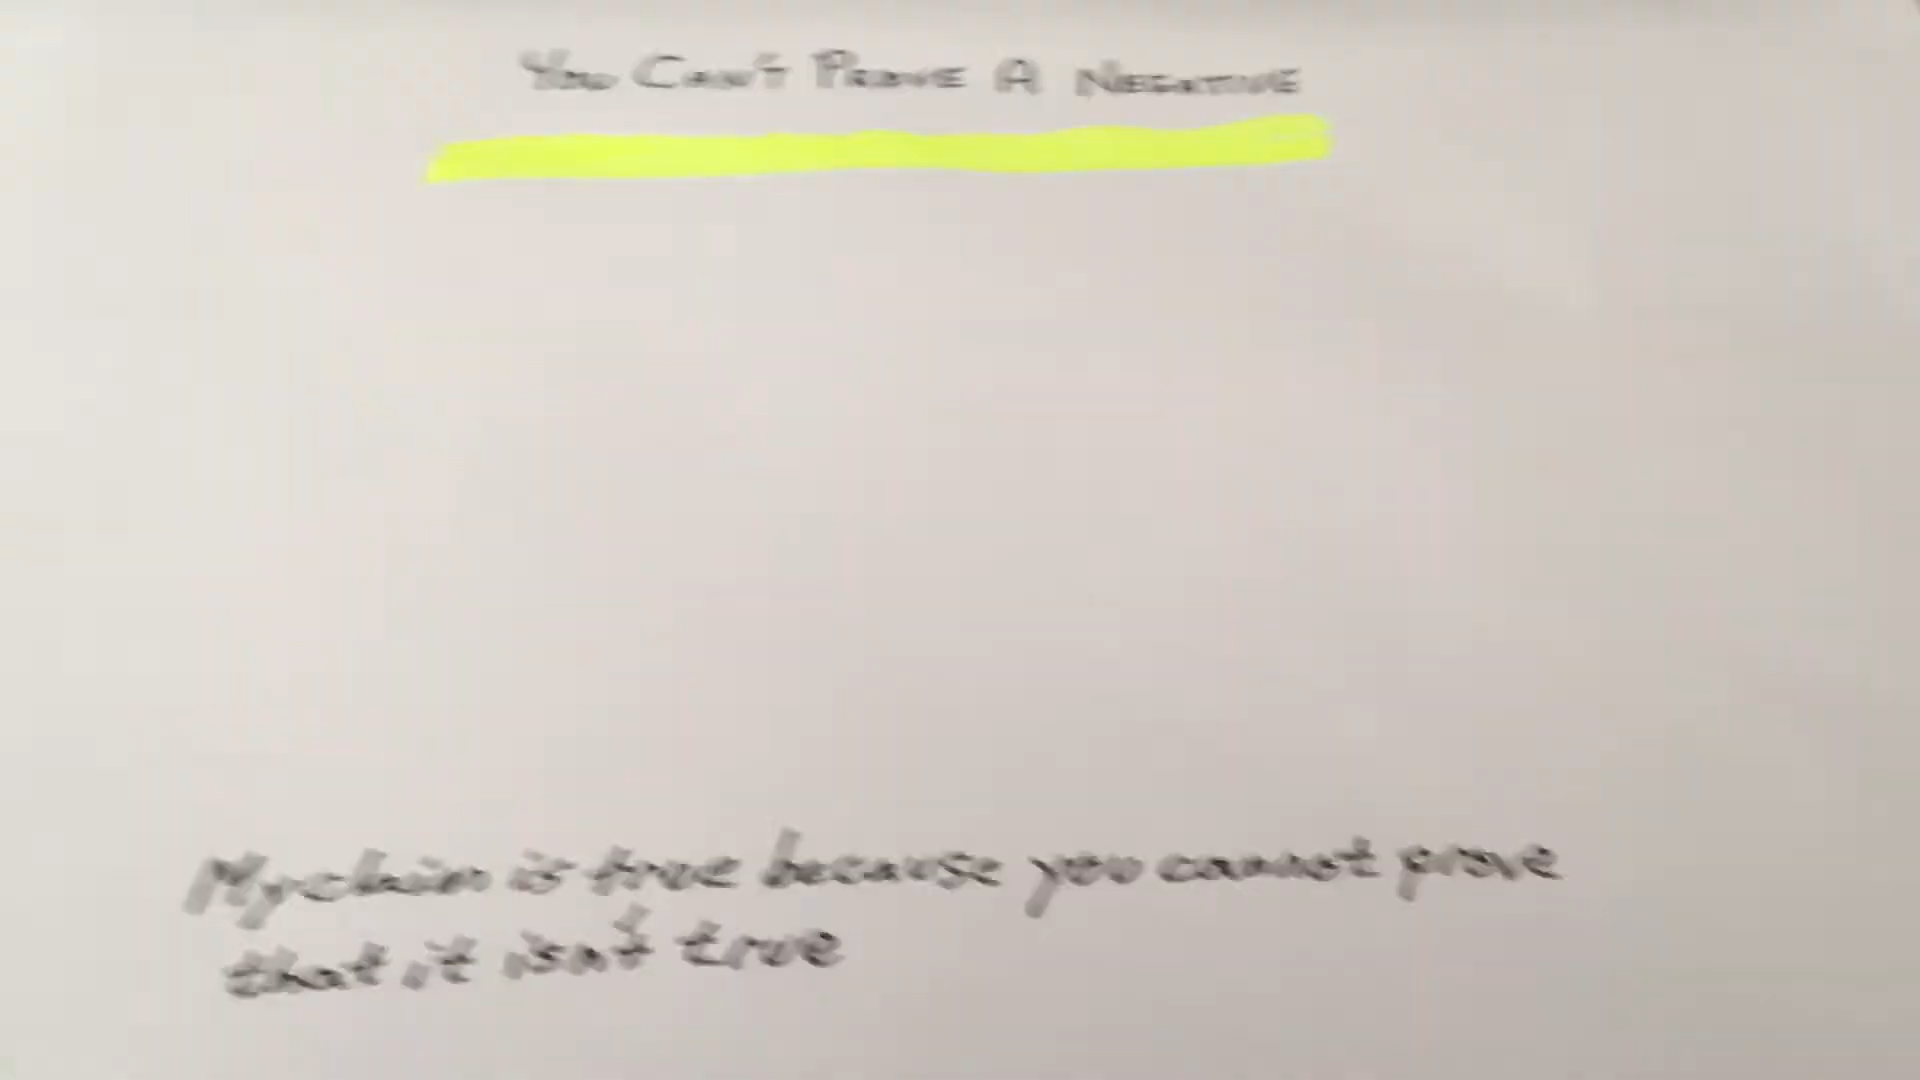 You Can't Prove A Negative
My claim is true because you cannot prove
that it isn't true